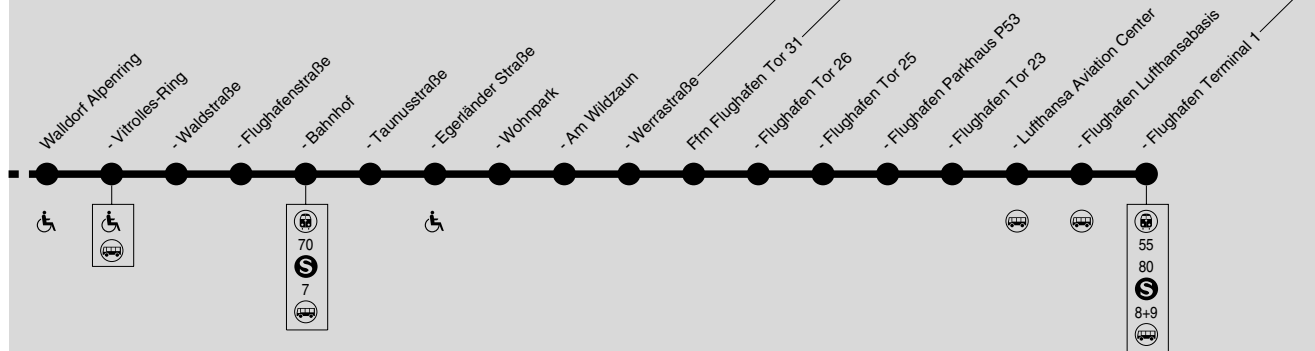 Walldorf Alpenring
- Vitrolles-Ring
- Waldstraße
- Flughafenstraße
- Bahnhof
- Taunusstraße
- Egerländer Straße
- Wohnpark
- Am Wildzaun
- Werrastraße
Ffm Flughafen Tor 31
- Flughafen Tor 26
- Flughafen Tor 25
- Flughafen Parkhaus P53
- Flughafen Tor 23
- Lufthansa Aviation Center
- Flughafen Lufthansabasis
- Flughafen Terminal 1
70
S
7
55
80
S
8+9